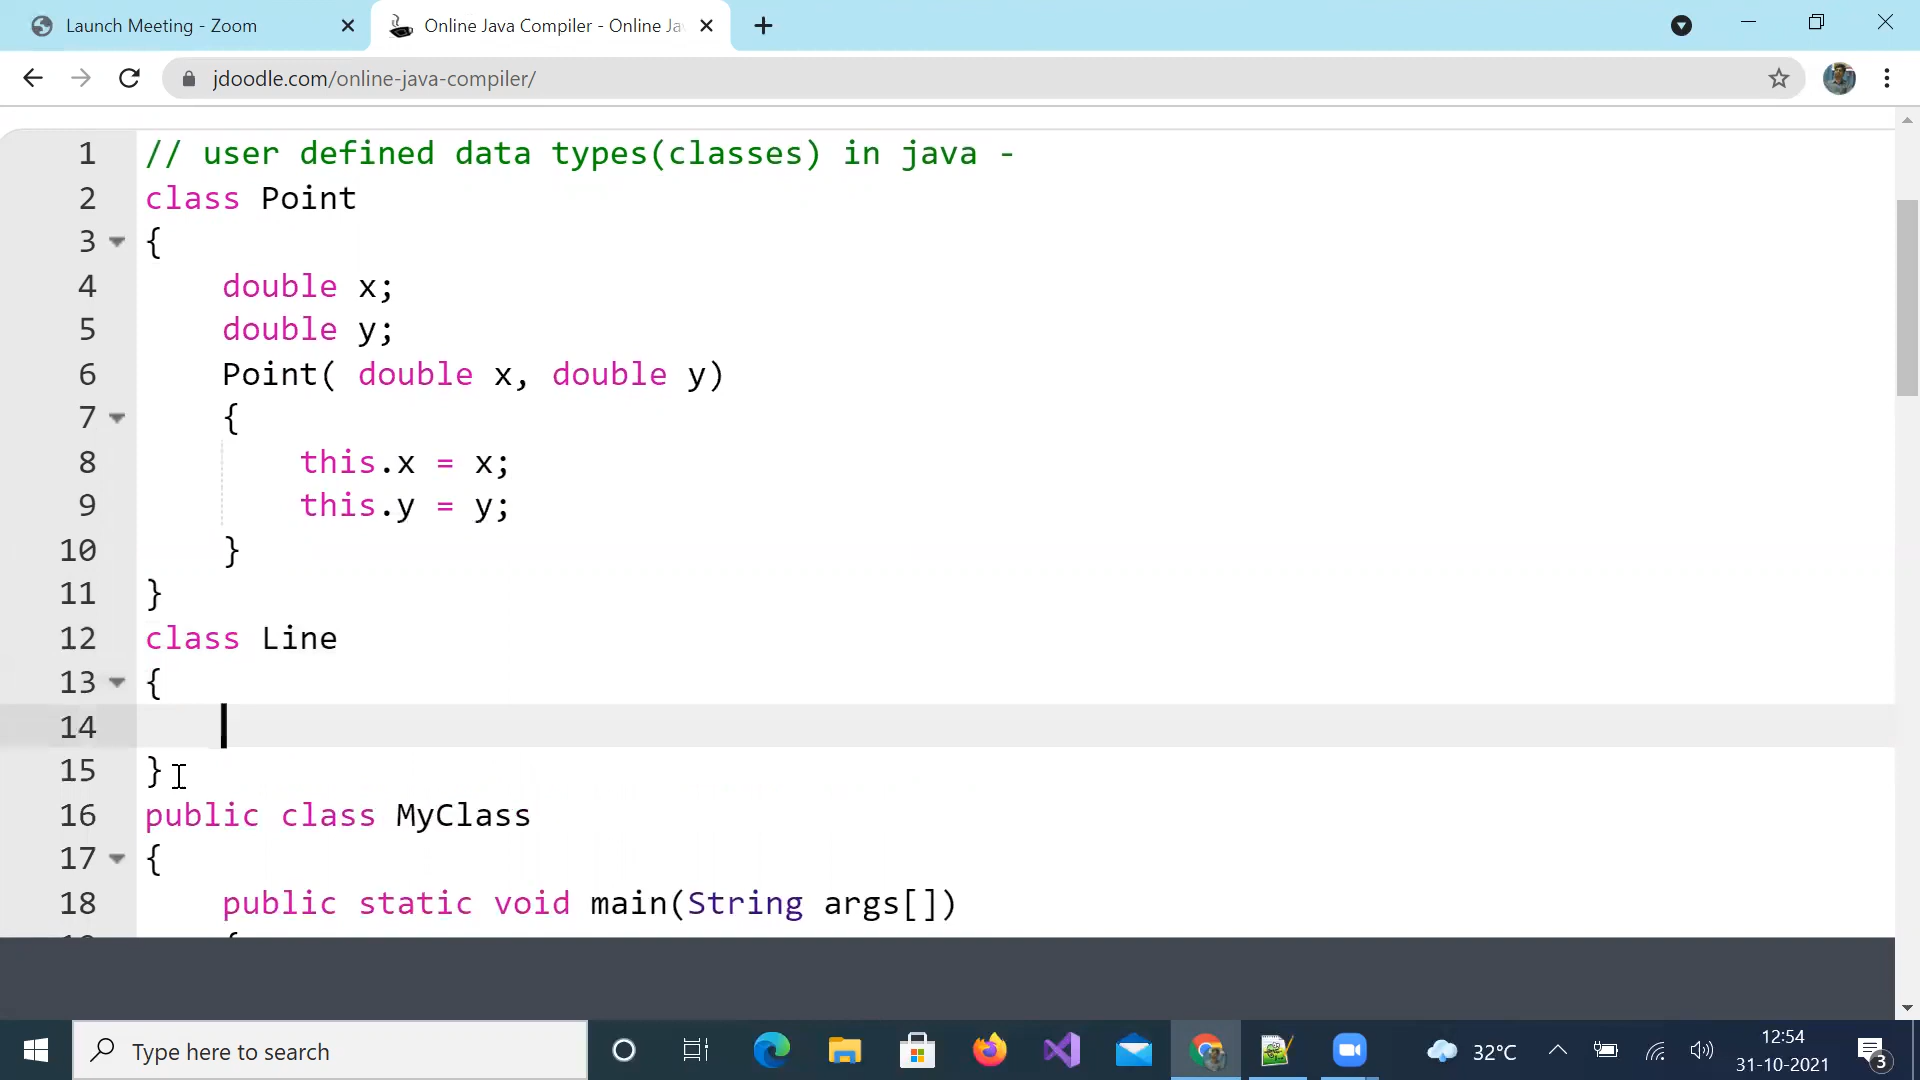 Launch Meeting - Zoom
Online Java Compiler - Online Ja
jdoodle.com/online-java-compiler/
1 // user defined data types(classes) in java -
2 class Point
3 {
4 double x;
5 double y;
6 Point( double x, double y)
7 {
8 this.x = x;
9 this.y = y;
10 }
11 }
12 class Line
13 {
14
15 }
16 public class MyClass
17 {
18 public static void main(String args[])
Type here to search
32°C
12:54
31-10-2021
3